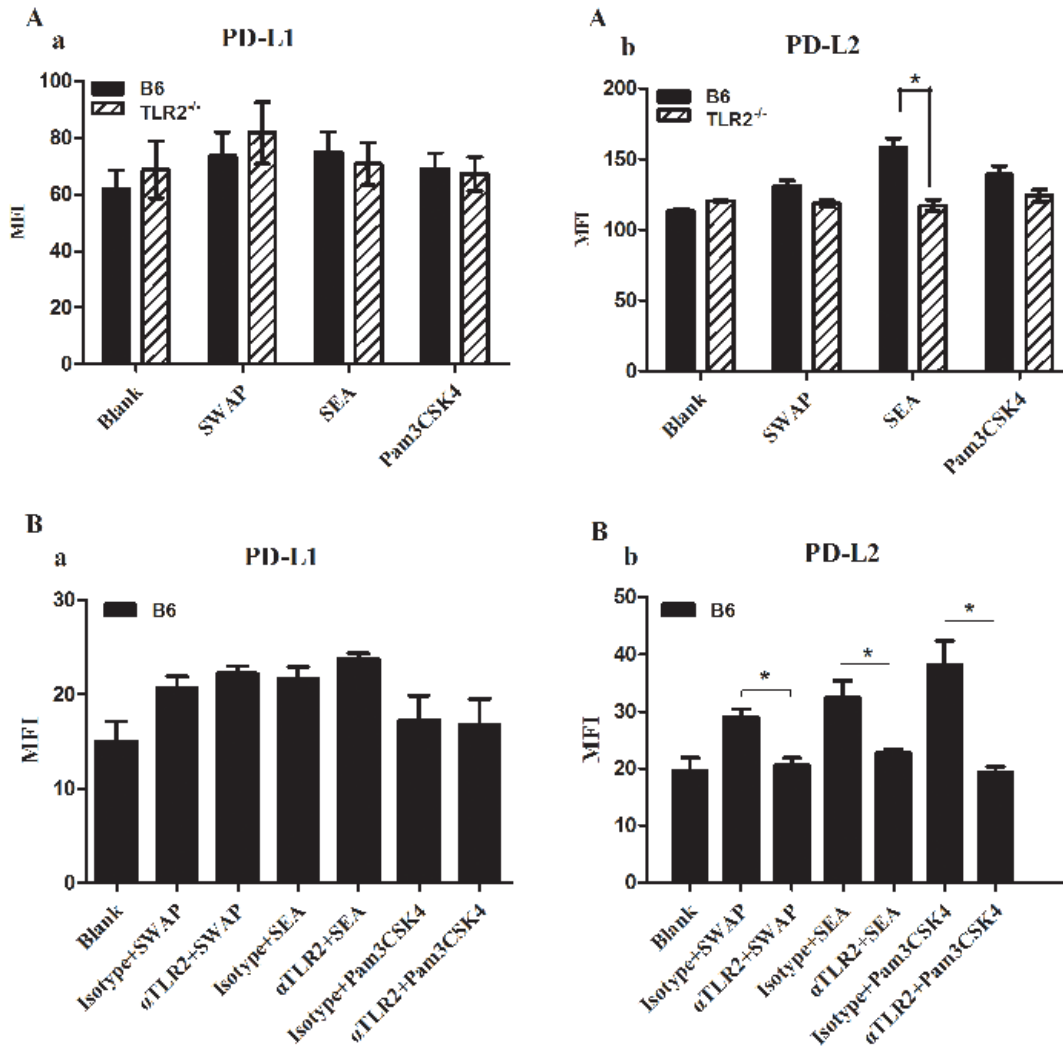 A
a
PD-L1
B6
TLR2-/-
100
80
60
40
20
0
MFI
Blank
SWAP
SEA
Pam3CSK4
A
b
PD-L2
B6
TLR2-/-
*
200
150
100
50
0
MFI
Blank
SWAP
SEA
Pam3CSK4
B
a
PD-L1
B6
30
20
10
0
MFI
Blank
Isotype+SWAP
αTLR2+SWAP
Isotype+SEA
αTLR2+SEA
Isotype+Pam3CSK4
αTLR2+Pam3CSK4
B
b
PD-L2
B6
*
*
*
50
40
30
20
10
0
MFI
Blank
Isotype+SWAP
αTLR2+SWAP
Isotype+SEA
αTLR2+SEA
Isotype+Pam3CSK4
αTLR2+Pam3CSK4